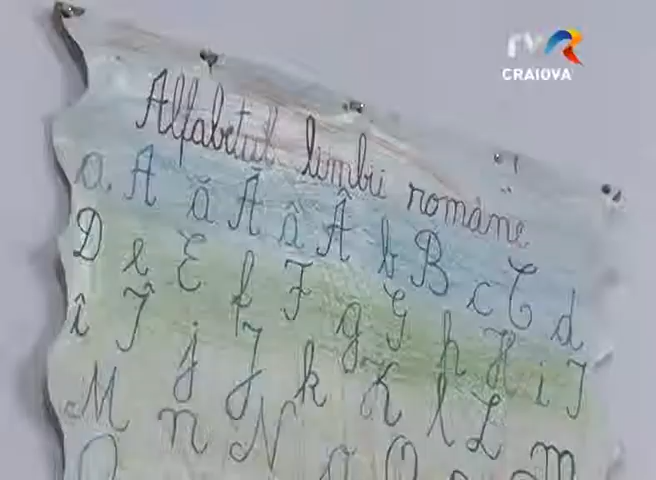 TVR
CRAIOVA
Alfabetul limbii române
a A ă Ă â Â b B c C d
D e E f F g G h H i I
î Î j J k K l L m
M n N